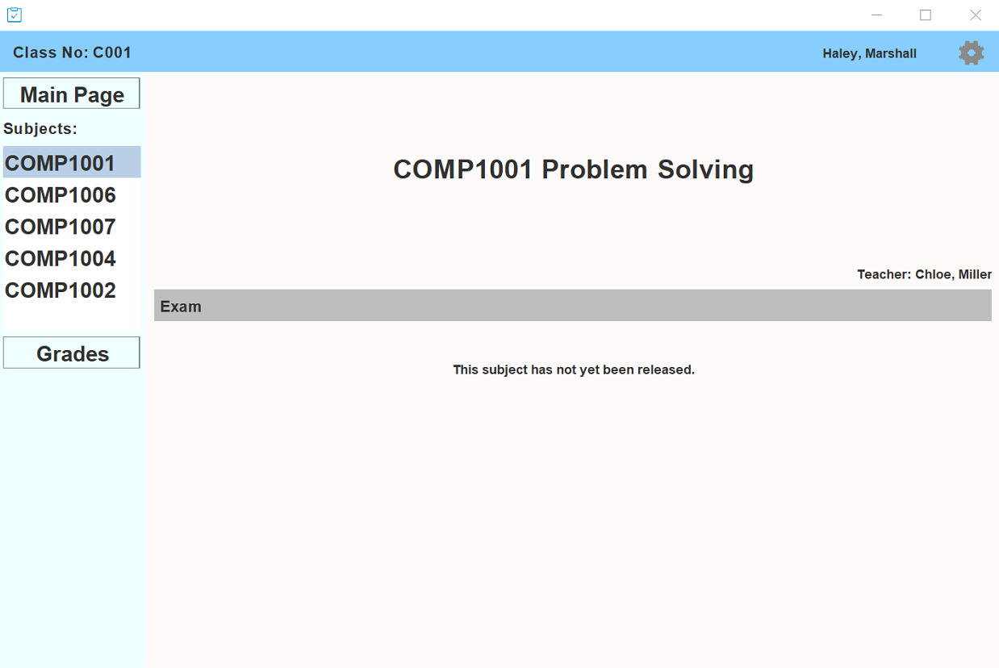 Class No: C001
Haley, Marshall
Main Page
Subjects:
COMP1001
COMP1006
COMP1007
COMP1004
COMP1002
Grades
COMP1001 Problem Solving
Teacher: Chloe, Miller
Exam
This subject has not yet been released.